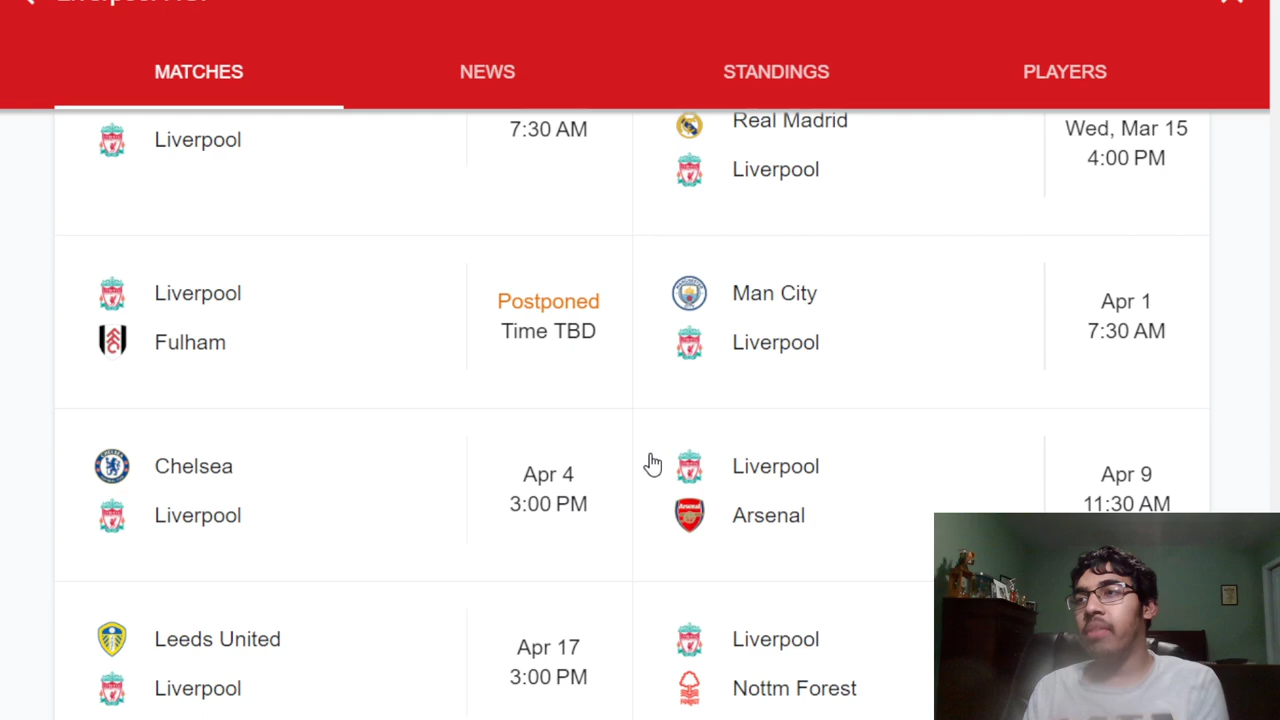 MATCHES
NEWS
STANDINGS
PLAYERS
Liverpool
7:30 AM
Real Madrid
Liverpool
Wed, Mar 15
4:00 PM
Liverpool
Fulham
Postponed
Time TBD
Man City
Liverpool
Apr 1
7:30 AM
Chelsea
Liverpool
Apr 4
3:00 PM
Liverpool
Arsenal
Apr 9
11:30 AM
Leeds United
Liverpool
Apr 17
3:00 PM
Liverpool
Nottm Forest